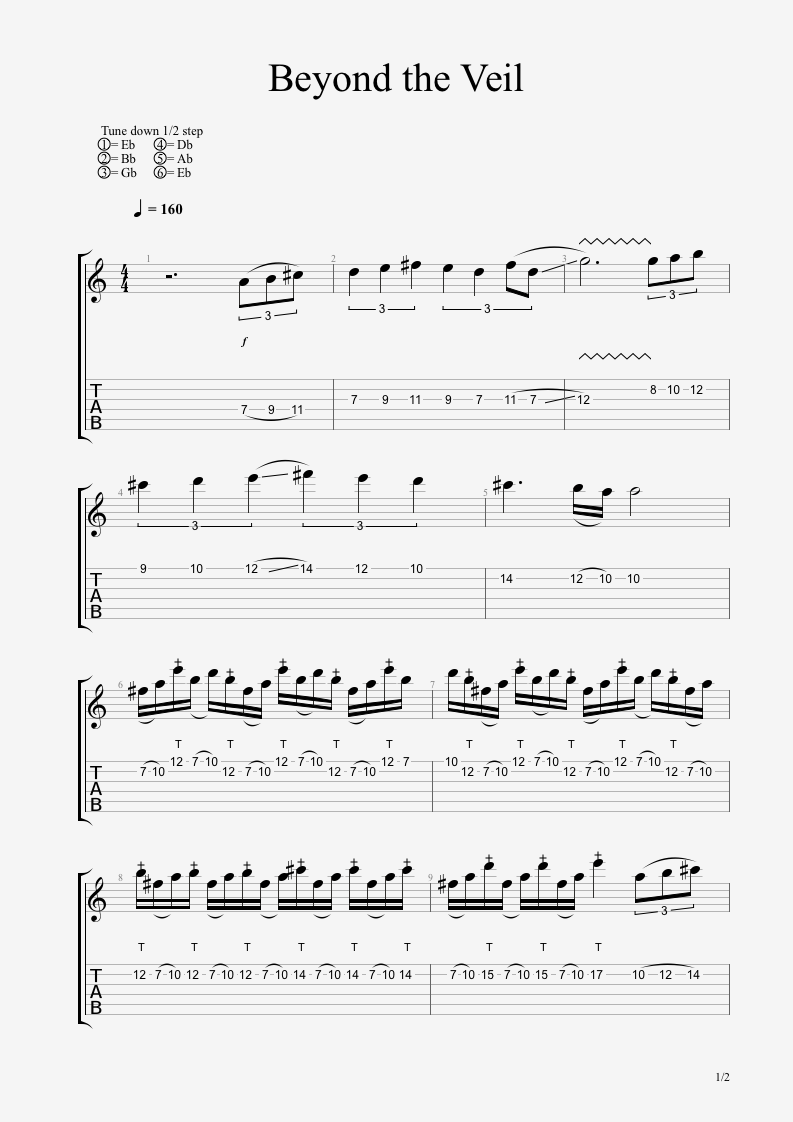 Beyond the Veil
Tune down 1/2 step
①= Eb ④= Db
②= Bb ⑤= Ab
③= Gb ⑥= Eb
♩ = 160
1 2 3
4 4
3 3 3 3
f
T A B
7 9 11 7 9 11 9 7 11 7 12 8 10 12
4 5
3 3
T A B
9 10 12 14 12 10 14 12 10 10
6 7
T T T T T T T T T T
T A B
7 10 12 7 10 12 7 10 12 7 10 12 7 10 12 7 10 12 7 10 12 7 10 12 7 10 12 7 10 12 7 10
8 9
3
T T T T T T T T T
T A B
12 7 10 12 7 10 12 7 10 14 7 10 14 7 10 14 7 10 15 7 10 15 7 10 17 10 12 14
1/2